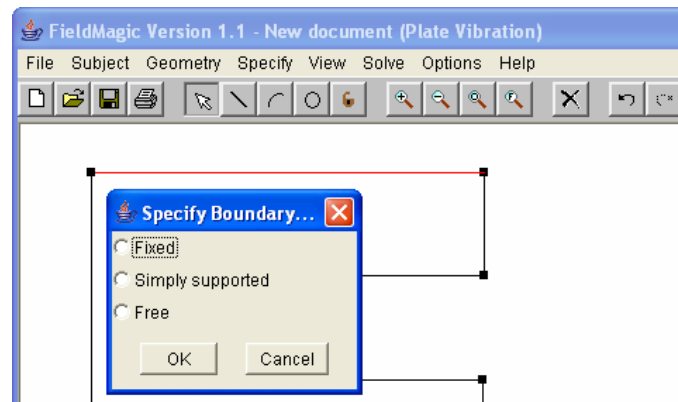 FieldMagic Version 1.1 - New document (Plate Vibration)
File Subject Geometry Specify View Solve Options Help
Specify Boundary...
Fixed
Simply supported
Free
OK Cancel